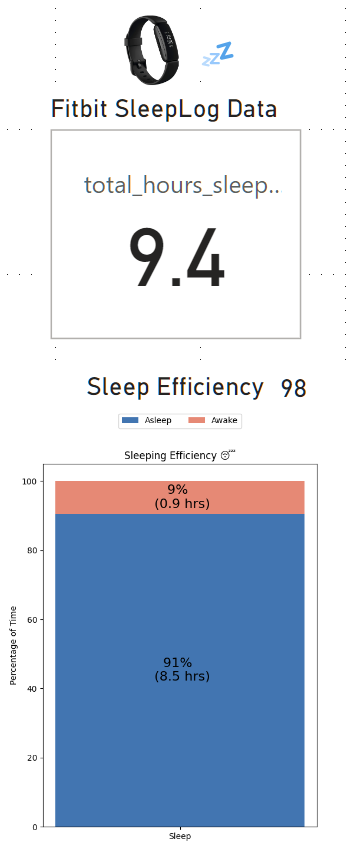 Fitbit SleepLog Data
total_hours_sleep..
9.4
Sleep Efficiency 98
Asleep Awake
Sleeping Efficiency 😴
100
9%
(0.9 hrs)
80
60
Percentage of Time
91%
(8.5 hrs)
40
20
0
Sleep